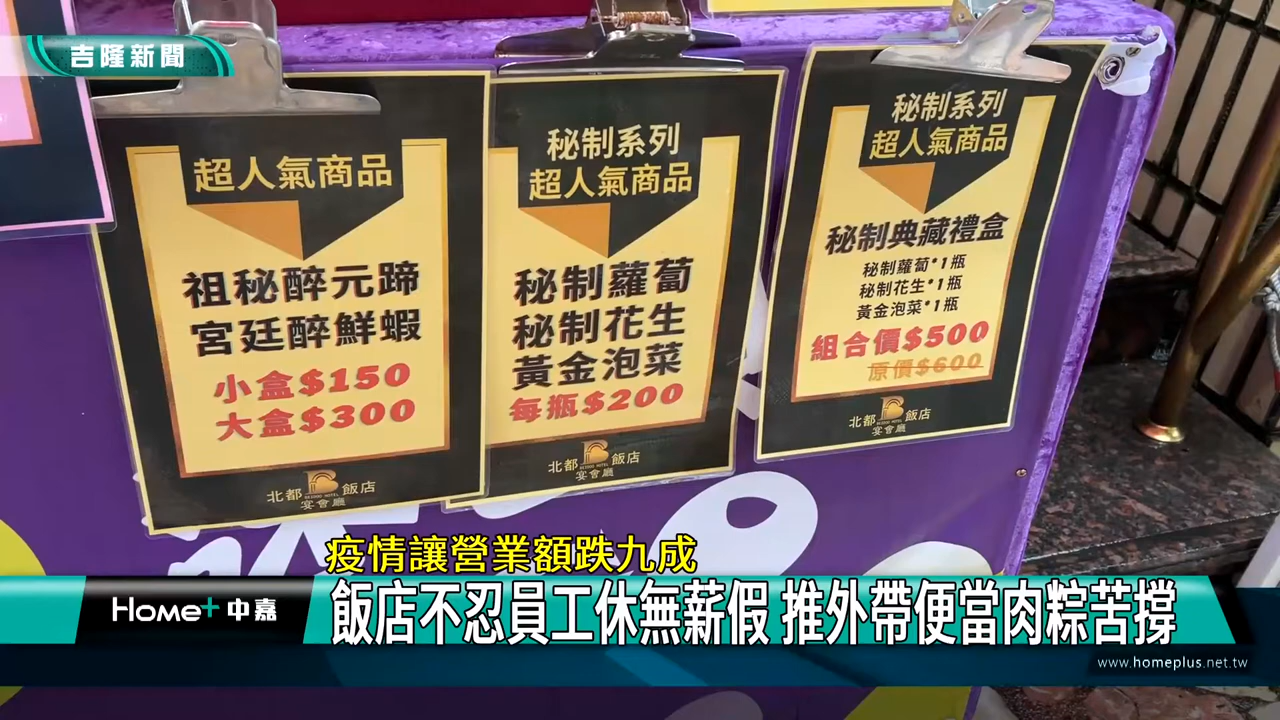 吉隆新聞
超人氣商品
祖秘醉元蹄
宮廷醉鮮蝦
小盒$150
大盒$300
北都飯店
宴會廳
秘制系列
超人氣商品
秘制蘿蔔
秘制花生
黃金泡菜
每瓶$200
北都飯店
宴會廳
秘制系列
超人氣商品
秘制典藏禮盒
秘制蘿蔔*1瓶
秘制花生*1瓶
黃金泡菜*1瓶
組合價$500
原價$600
北都飯店
宴會廳
疫情讓營業額跌九成
Home+中嘉
飯店不忍員工休無薪假 推外帶便當肉粽苦撐
www.homeplus.net.tw